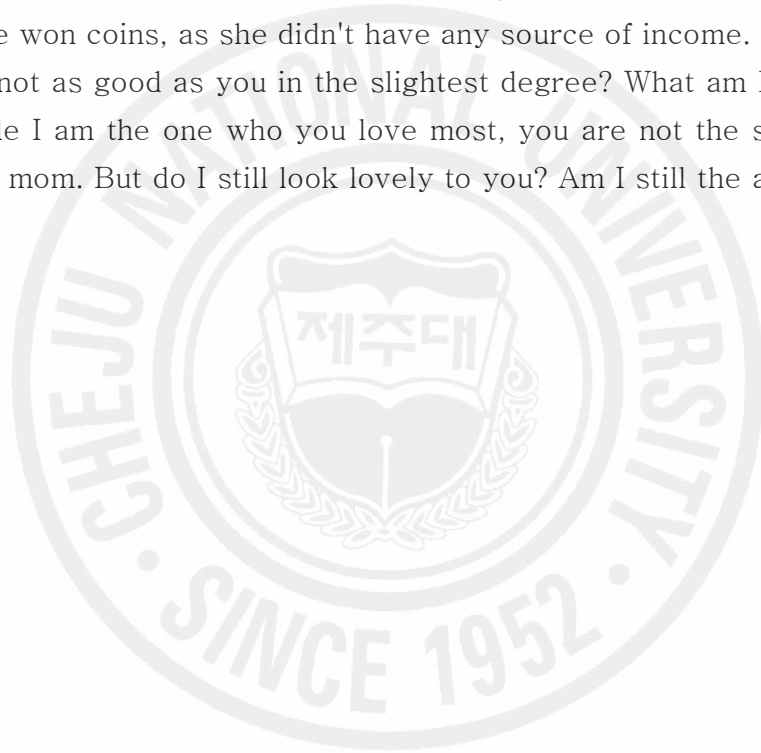 e won coins, as she didn't have any source of income.
not as good as you in the slightest degree? What am I
le I am the one who you love most, you are not the s
mom. But do I still look lovely to you? Am I still the a
CHEJU NATIONAL UNIVERSITY
제주대
SINCE 1952